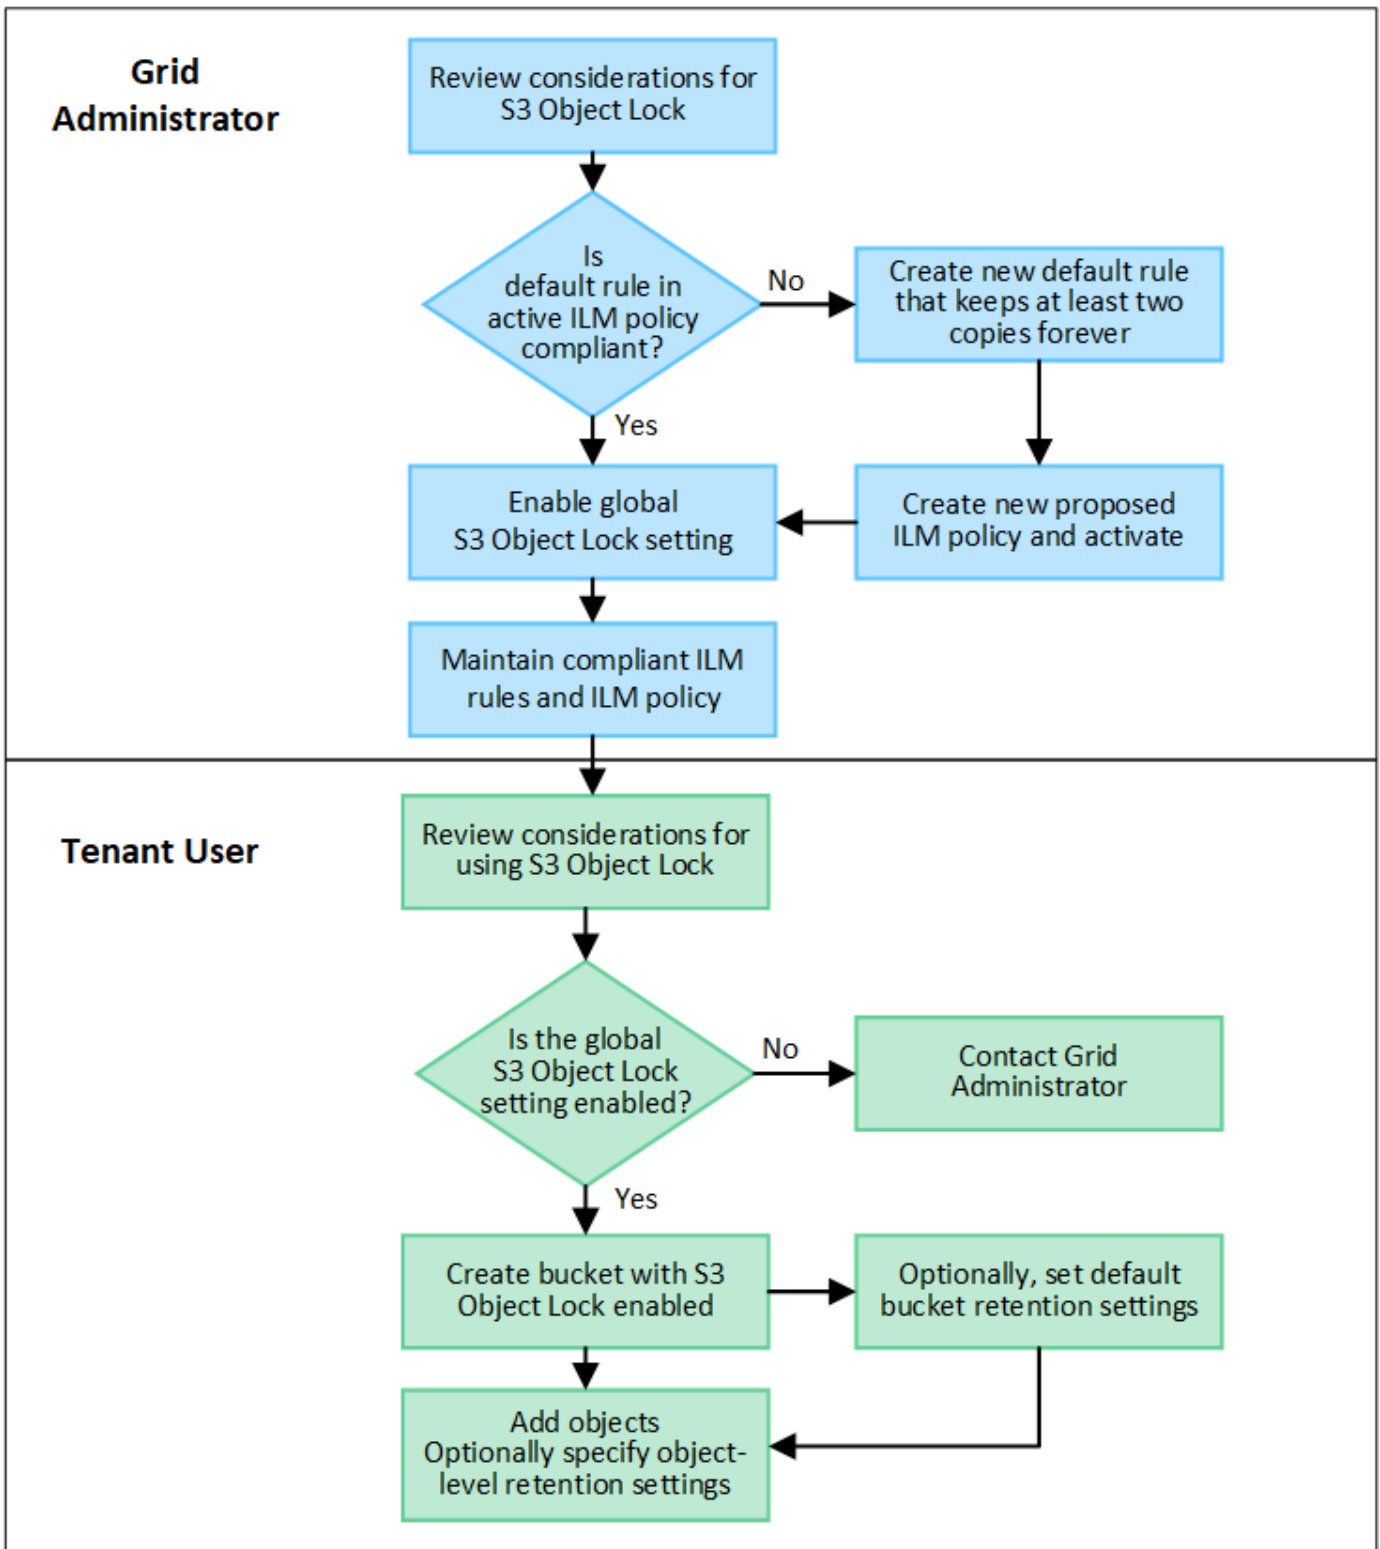 Grid
Administrator
Review considerations for
S3 Object Lock
Is
default rule in
active ILM policy
compliant?
No
Create new default rule
that keeps at least two
copies forever
Yes
Enable global
S3 Object Lock setting
Create new proposed
ILM policy and activate
Maintain compliant ILM
rules and ILM policy
Tenant User
Review considerations for
using S3 Object Lock
Is the global
S3 Object Lock
setting enabled?
No
Contact Grid
Administrator
Yes
Create bucket with S3
Object Lock enabled
Optionally, set default
bucket retention settings
Add objects
Optionally specify object-
level retention settings